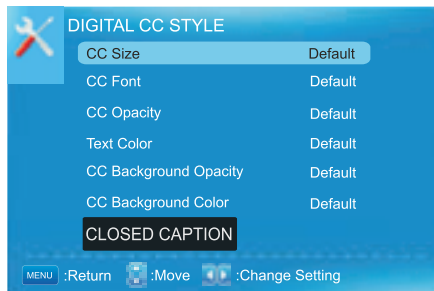 DIGITAL CC STYLE
CC Size Default
CC Font Default
CC Opacity Default
Text Color Default
CC Background Opacity Default
CC Background Color Default
CLOSED CAPTION
MENU :Return :Move :Change Setting